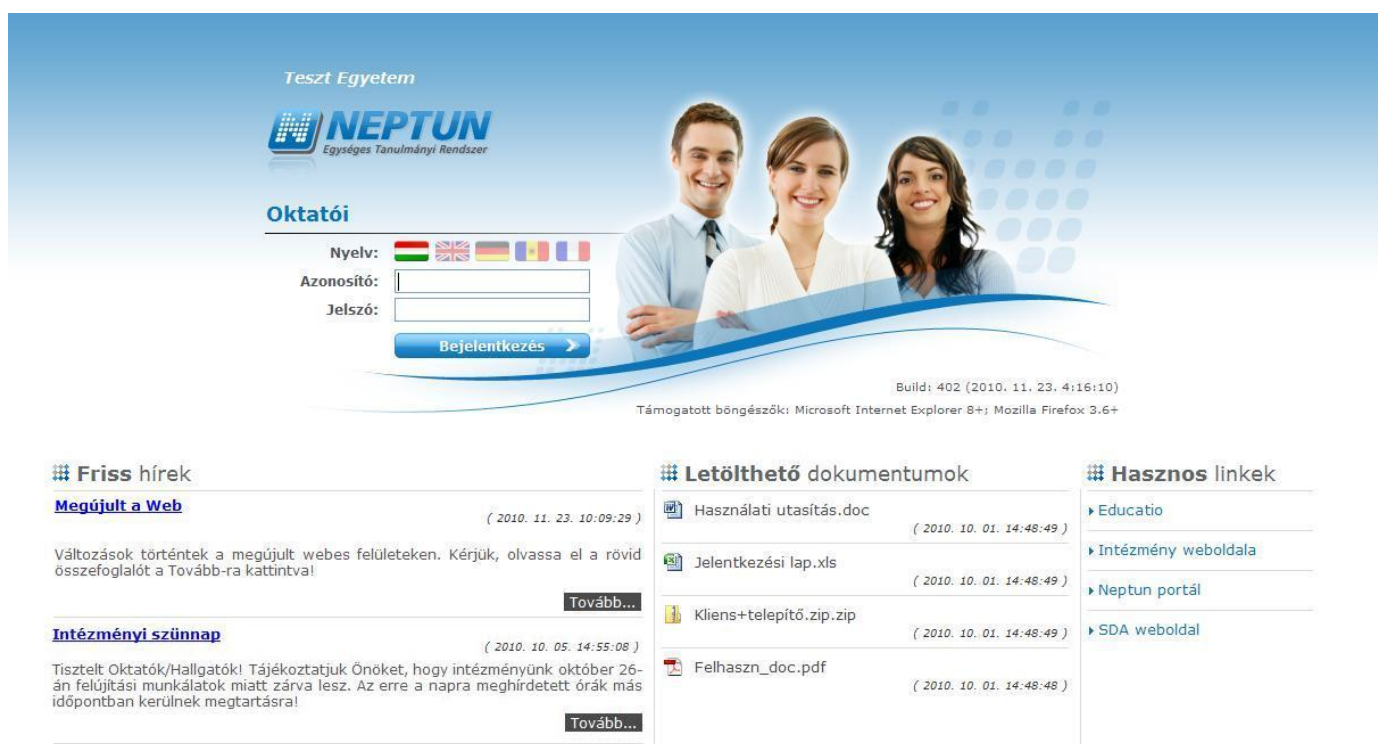 Teszt Egyetem
NEPTUN
Egységes Tanulmányi Rendszer
Oktatói
Nyelv:
Azonosító:
Jelszó:
Bejelentkezés
Build: 402 (2010. 11. 23. 4:16:10)
Támogatott böngészők: Microsoft Internet Explorer 8+; Mozilla Firefox 3.6+
Friss hírek
Megújult a Web
( 2010. 11. 23. 10:09:29 )
Változások történtek a megújult webes felületeken. Kérjük, olvassa el a rövid
összefoglalót a Tovább-ra kattintva!
Tovább...
Intézményi szünnap
( 2010. 10. 05. 14:55:08 )
Tisztelt Oktatók/Hallgatók! Tájékoztatjuk Önöket, hogy intézményünk október 26-
án felújítási munkálatok miatt zárva lesz. Az erre a napra meghírdetett órák más
időpontban kerülnek megtartásra!
Tovább...
Letölthető dokumentumok
Használati utasítás.doc
( 2010. 10. 01. 14:48:49 )
Jelentkezési lap.xls
( 2010. 10. 01. 14:48:49 )
Kliens+telepítő.zip.zip
( 2010. 10. 01. 14:48:49 )
Felhaszn_doc.pdf
( 2010. 10. 01. 14:48:48 )
Hasznos linkek
Educatio
Intézmény weboldala
Neptun portál
SDA weboldal